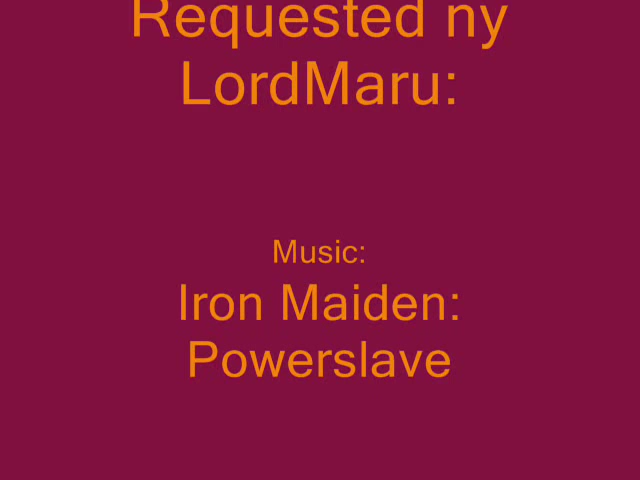 Requested ny
LordMaru:
Music:
Iron Maiden:
Powerslave